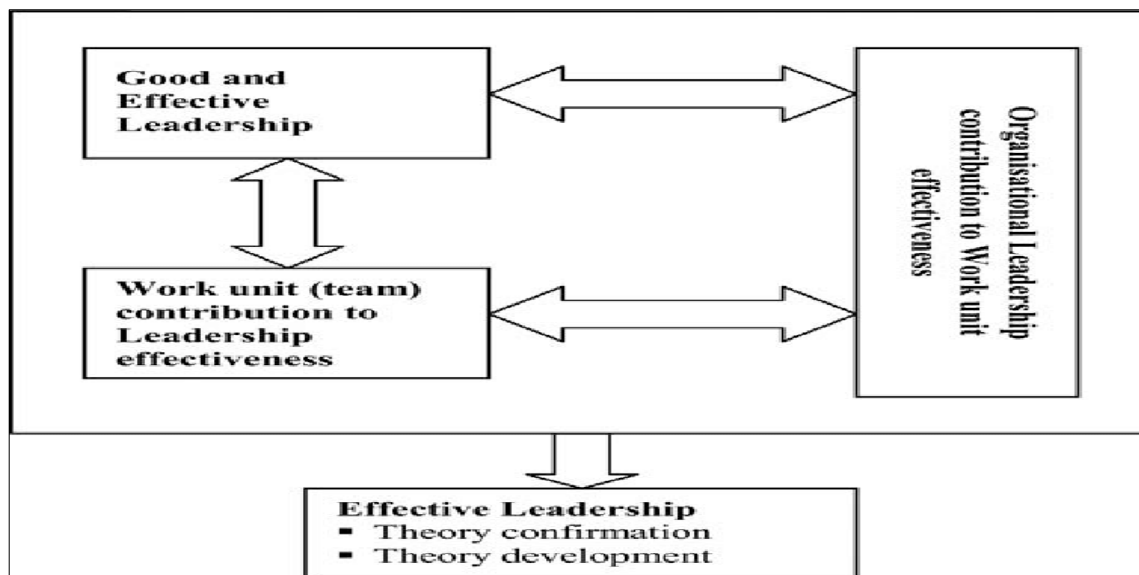 Good and
Effective
Leadership
Organisational Leadership
contribution to Work unit
effectiveness
Work unit (team)
contribution to
Leadership
effectiveness
Effective Leadership
▪ Theory confirmation
▪ Theory development